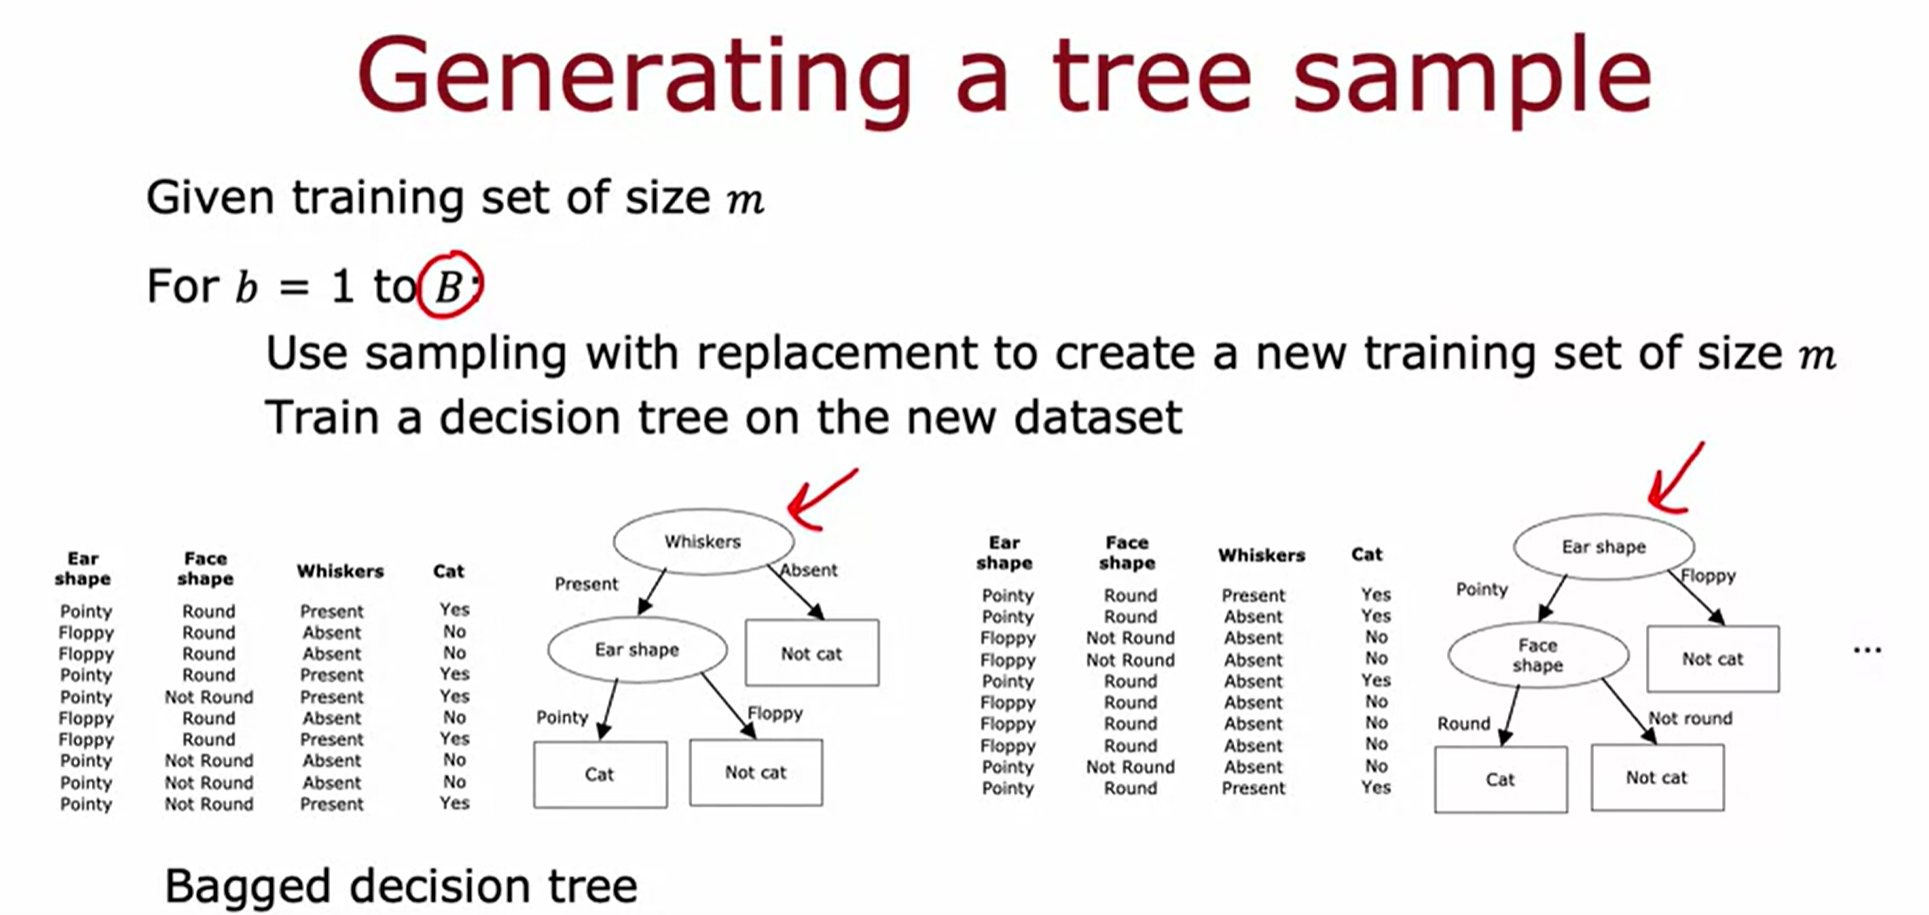 Generating a tree sample
Given training set of size m
For b = 1 to B:
Use sampling with replacement to create a new training set of size m
Train a decision tree on the new dataset
Ear shape Face shape Whiskers Cat
Pointy Round Present Yes
Floppy Round Absent No
Floppy Round Absent No
Pointy Round Present Yes
Pointy Not Round Present Yes
Floppy Round Absent No
Floppy Round Present Yes
Pointy Not Round Absent No
Pointy Not Round Absent No
Pointy Not Round Present Yes
Whiskers
Present
Absent
Ear shape
Not cat
Pointy
Floppy
Cat
Not cat
Ear shape Face shape Whiskers Cat
Pointy Round Present Yes
Pointy Round Absent Yes
Floppy Not Round Absent No
Floppy Not Round Absent No
Pointy Round Absent Yes
Floppy Round Absent No
Floppy Round Absent No
Floppy Round Absent No
Pointy Not Round Absent No
Pointy Round Present Yes
Ear shape
Pointy
Floppy
Face shape
Not cat
Round
Not round
Cat
Not cat
...
Bagged decision tree